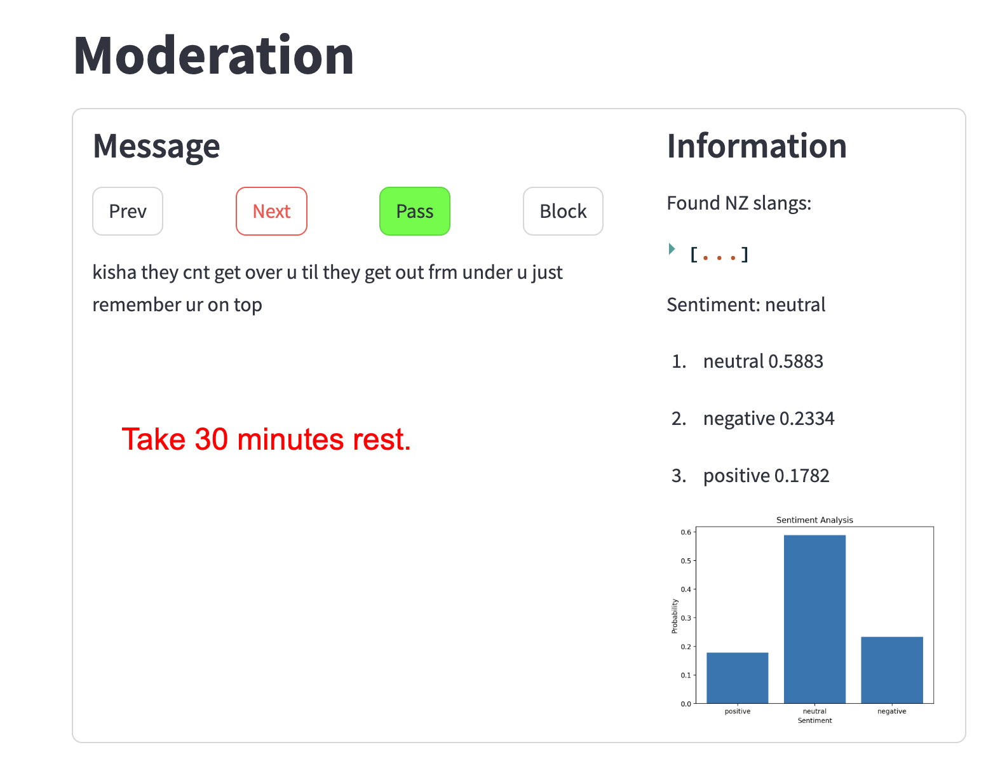 Moderation
Message
Prev
Next
Pass
Block
kisha they cnt get over u til they get out frm under u just
remember ur on top
Take 30 minutes rest.
Information
Found NZ slangs:
[...]
Sentiment: neutral
1. neutral 0.5883
2. negative 0.2334
3. positive 0.1782
Sentiment Analysis
Probability
0.6
0.5
0.4
0.3
0.2
0.1
0.0
positive neutral negative
Sentiment